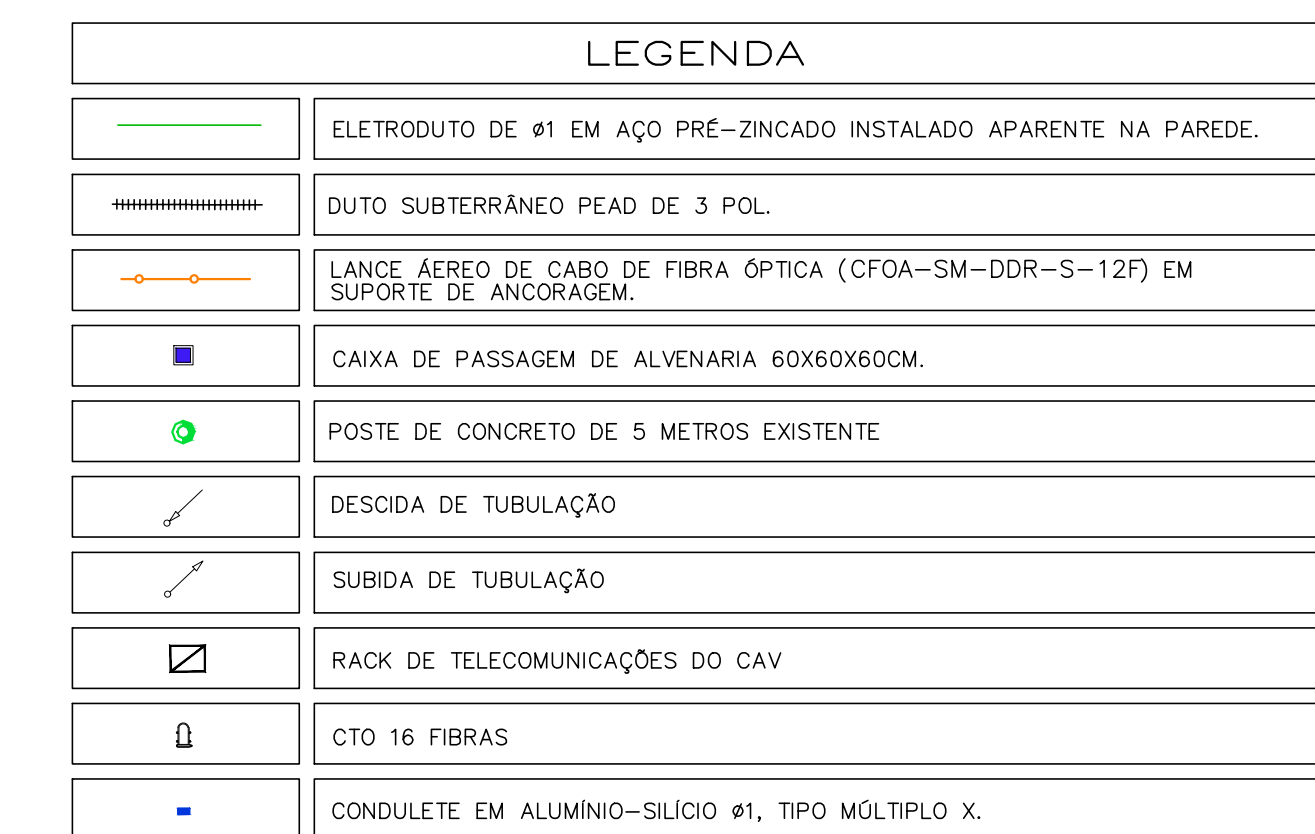 LEGENDA
ELETRODUTO DE ø1 EM AÇO PRÉ-ZINCADO INSTALADO APARENTE NA PAREDE.
DUTO SUBTERRÂNEO PEAD DE 3 POL.
LANCE ÁEREO DE CABO DE FIBRA ÓPTICA (CFOA-SM-DDR-S-12F) EM
SUPORTE DE ANCORAGEM.
CAIXA DE PASSAGEM DE ALVENARIA 60X60X60CM.
POSTE DE CONCRETO DE 5 METROS EXISTENTE
DESCIDA DE TUBULAÇÃO
SUBIDA DE TUBULAÇÃO
RACK DE TELECOMUNICAÇÕES DO CAV
CTO 16 FIBRAS
CONDULETE EM ALUMÍNIO-SILÍCIO ø1, TIPO MÚLTIPLO X.